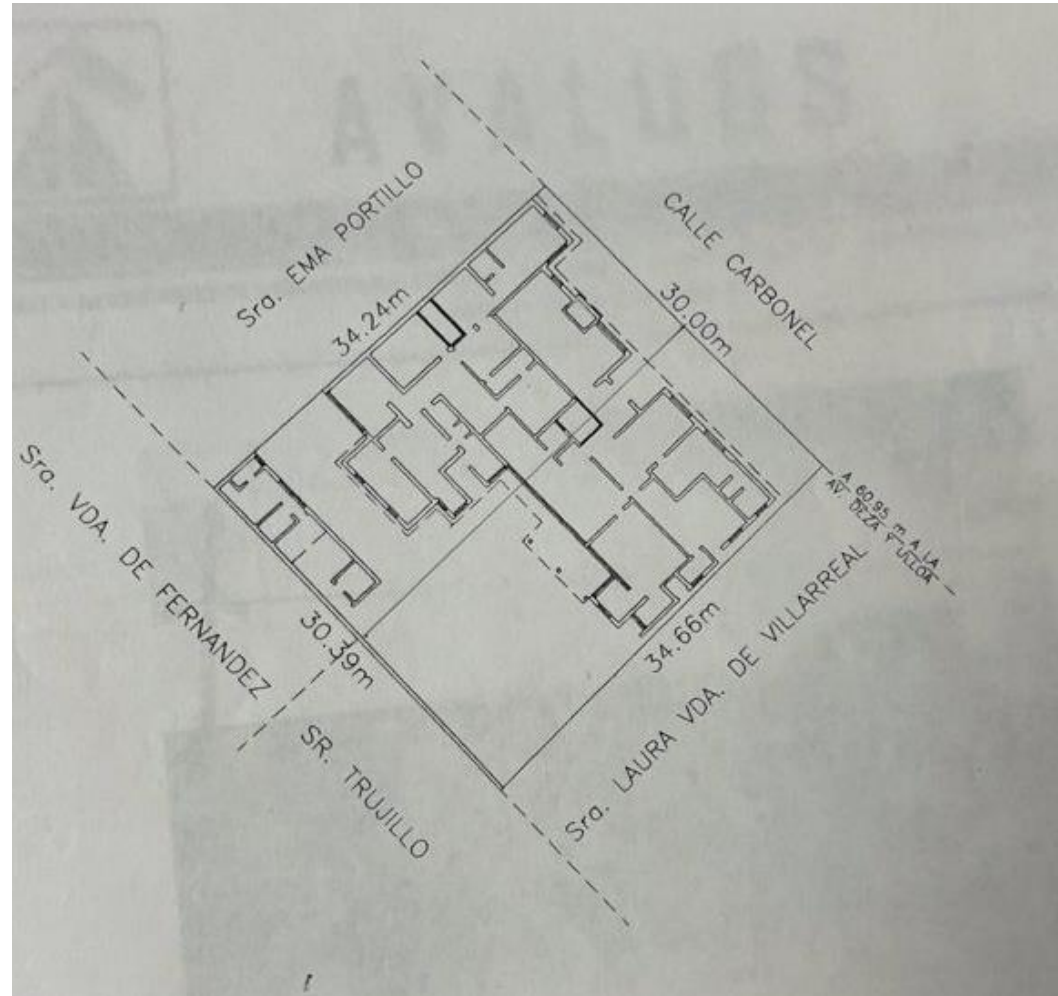 Sra. EMA PORTILLO
34.24m
CALLE CARBONEL
30.00m
A 60.95 m. A LA
AV. DEZA Y ULLOA
Sra. VDA. DE FERNANDEZ
30.39m
SR. TRUJILLO
34.66m
Sra. LAURA VDA. DE VILLARREAL